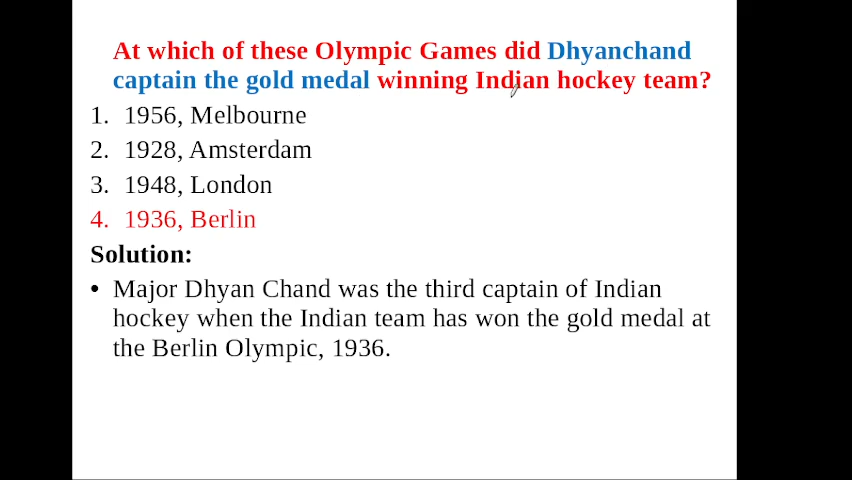 At which of these Olympic Games did Dhyanchand
captain the gold medal winning Indian hockey team?
1. 1956, Melbourne
2. 1928, Amsterdam
3. 1948, London
4. 1936, Berlin
Solution:
• Major Dhyan Chand was the third captain of Indian
hockey when the Indian team has won the gold medal at
the Berlin Olympic, 1936.